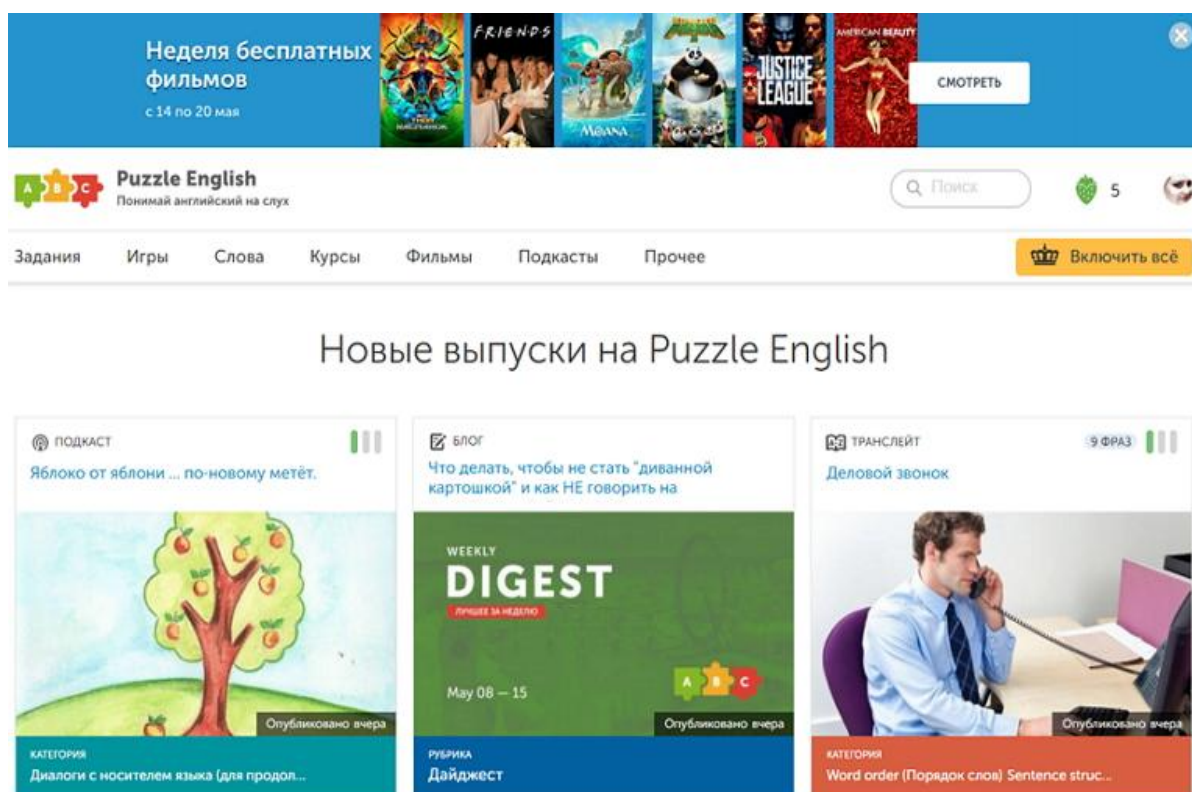 Неделя бесплатных
фильмов
с 14 по 20 мая
FRIENDS
MOANA
JUSTICE
LEAGUE
AMERICAN BEAUTY
СМОТРЕТЬ
A B C
Puzzle English
Понимай английский на слух
Поиск
5
Задания Игры Слова Курсы Фильмы Подкасты Прочее Включить всё
Новые выпуски на Puzzle English
ПОДКАСТ
Яблоко от яблони ... по-новому метёт.
Опубликовано вчера
КАТЕГОРИЯ
Диалоги с носителем языка (для продол...
БЛОГ
Что делать, чтобы не стать "диванной
картошкой" и как НЕ говорить на
WEEKLY
DIGEST
ЛУЧШЕЕ ЗА НЕДЕЛЮ
May 08 — 15
A B C
Опубликовано вчера
РУБРИКА
Дайджест
ТРАНСЛЕЙТ
9 ФРАЗ
Деловой звонок
Опубликовано вчера
КАТЕГОРИЯ
Word order (Порядок слов) Sentence struc...